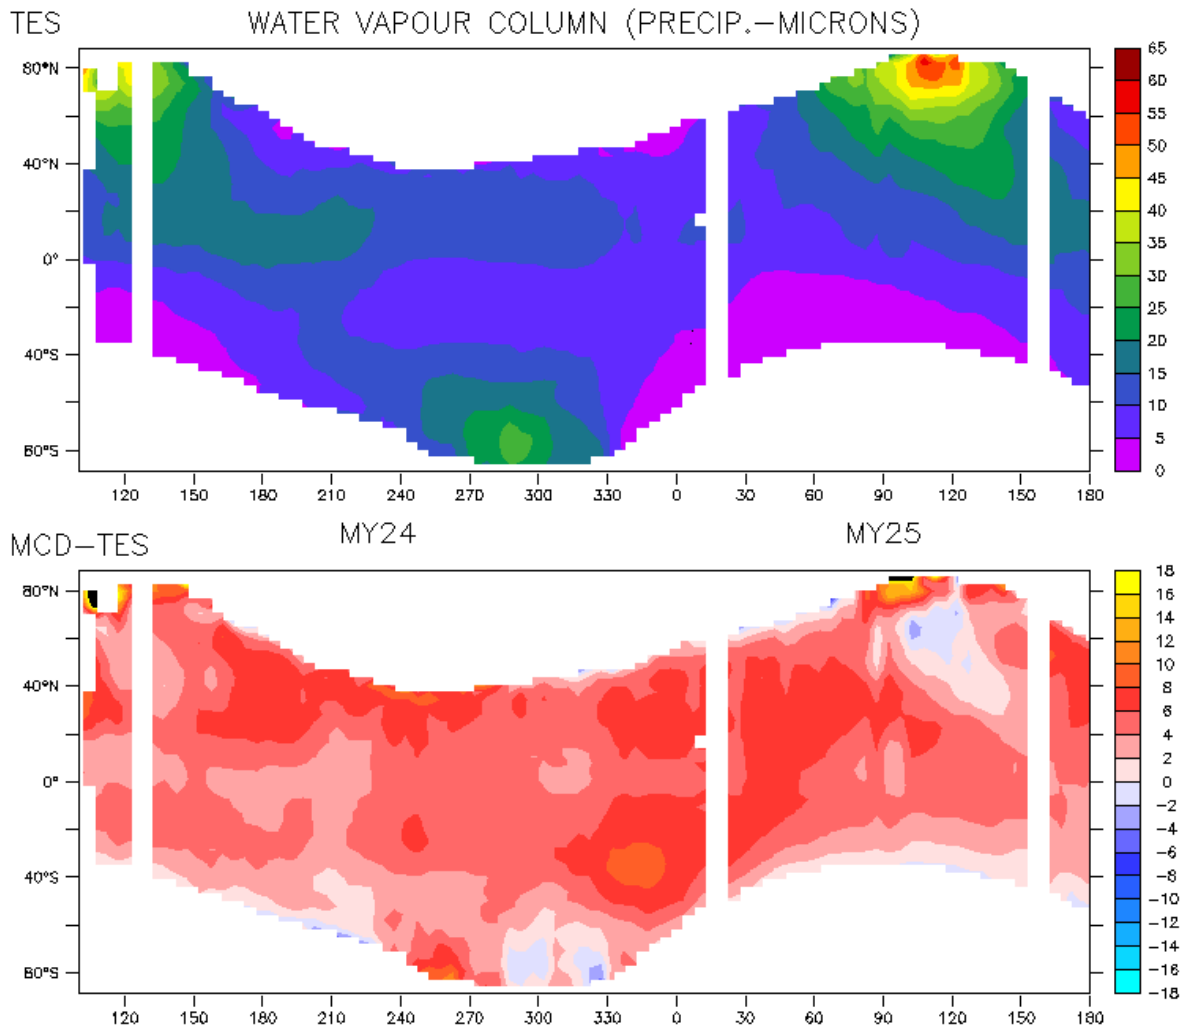 TES WATER VAPOUR COLUMN (PRECIP.-MICRONS)
80°N
40°N
0°
40°S
80°S
120 150 180 210 240 270 300 330 0 30 60 90 120 150 180
65
60
55
50
45
40
35
30
25
20
15
10
5
0
MY24 MY25
MCD-TES
80°N
40°N
0°
40°S
80°S
120 150 180 210 240 270 300 330 0 30 60 90 120 150 180
18
16
14
12
10
8
6
4
2
0
-2
-4
-6
-8
-10
-12
-14
-16
-18